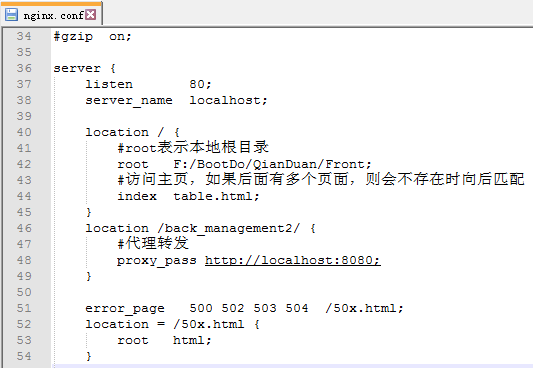 nginx.conf
34 #gzip  on;
35
36 server {
37     listen       80;
38     server_name  localhost;
39
40     location / {
41         #root表示本地根目录
42         root   F:/BootDo/QianDuan/Front;
43         #访问主页，如果后面有多个页面，则会不存在时向后匹配
44         index  table.html;
45     }
46     location /back_management2/ {
47         #代理转发
48         proxy_pass http://localhost:8080;
49     }
50
51     error_page   500 502 503 504  /50x.html;
52     location = /50x.html {
53         root   html;
54     }